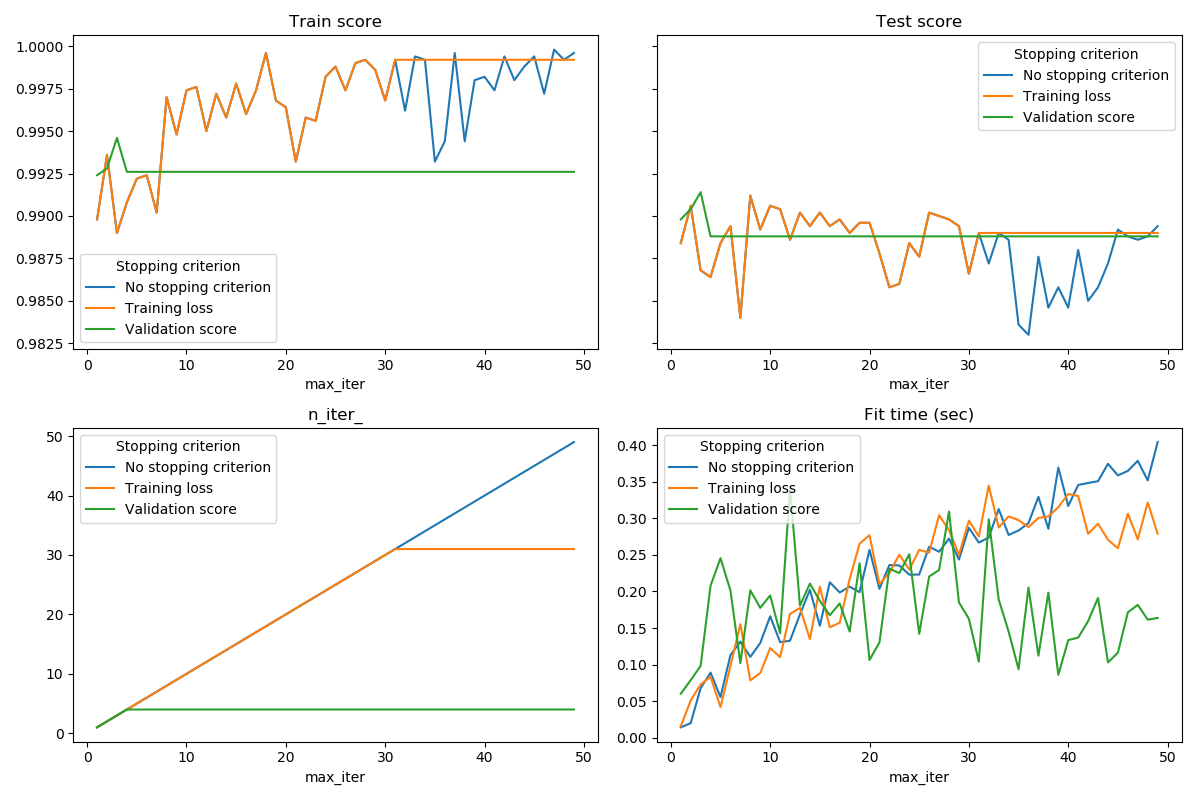 Train score
1.0000
0.9975
0.9950
0.9925
0.9900
0.9875
0.9850
0.9825
Stopping criterion
No stopping criterion
Training loss
Validation score
0 10 20 30 40 50
max_iter
Test score
Stopping criterion
No stopping criterion
Training loss
Validation score
0 10 20 30 40 50
max_iter
n_iter_
50
40
30
20
10
0
Stopping criterion
No stopping criterion
Training loss
Validation score
0 10 20 30 40 50
max_iter
Fit time (sec)
0.40
0.35
0.30
0.25
0.20
0.15
0.10
0.05
0.00
Stopping criterion
No stopping criterion
Training loss
Validation score
0 10 20 30 40 50
max_iter